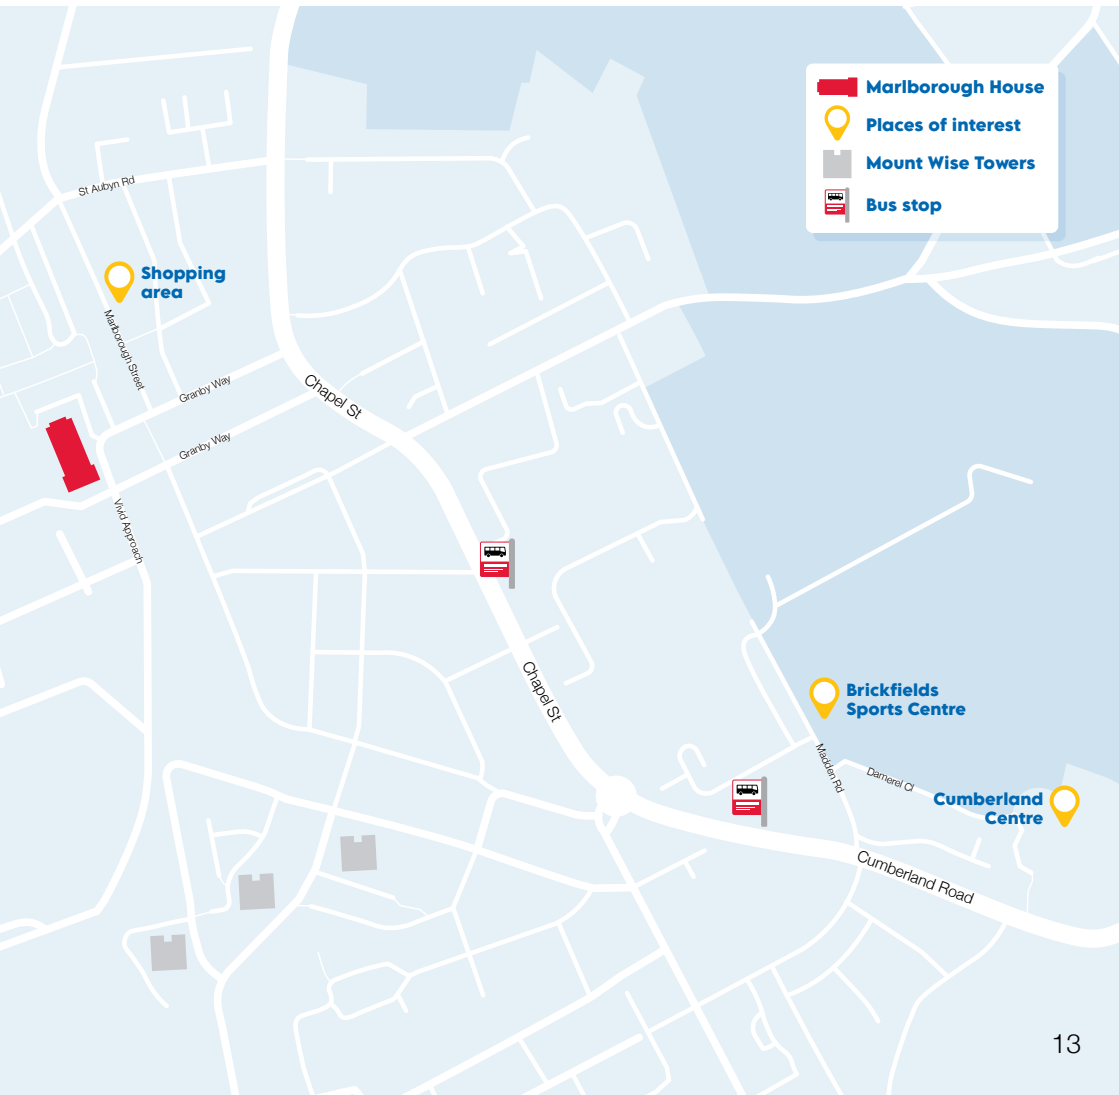 Marlborough House
Places of interest
Mount Wise Towers
Bus stop
St Aubyn Rd
Shopping
area
Marlborough Street
Granby Way
Chapel St
Granby Way
Vivid Approach
Chapel St
Brickfields
Sports Centre
Madden Rd
Damerel Cl
Cumberland
Centre
Cumberland Road
13